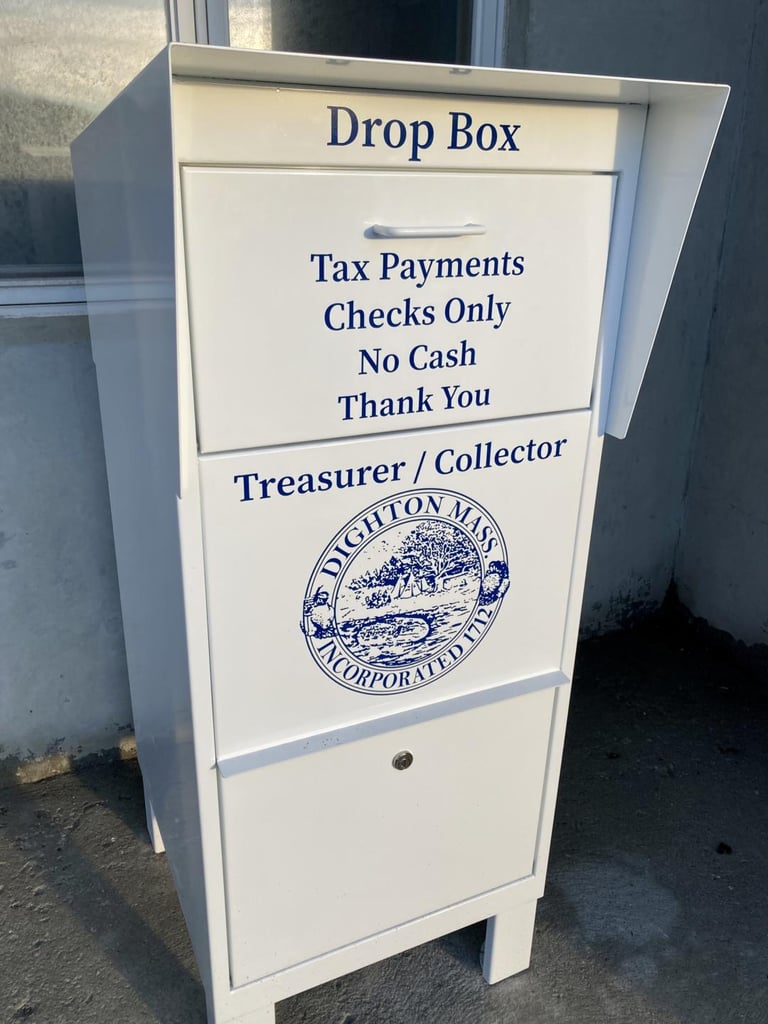 Drop Box
Tax Payments
Checks Only
No Cash
Thank You
Treasurer / Collector
DIGHTON MASS.
INCORPORATED 1712